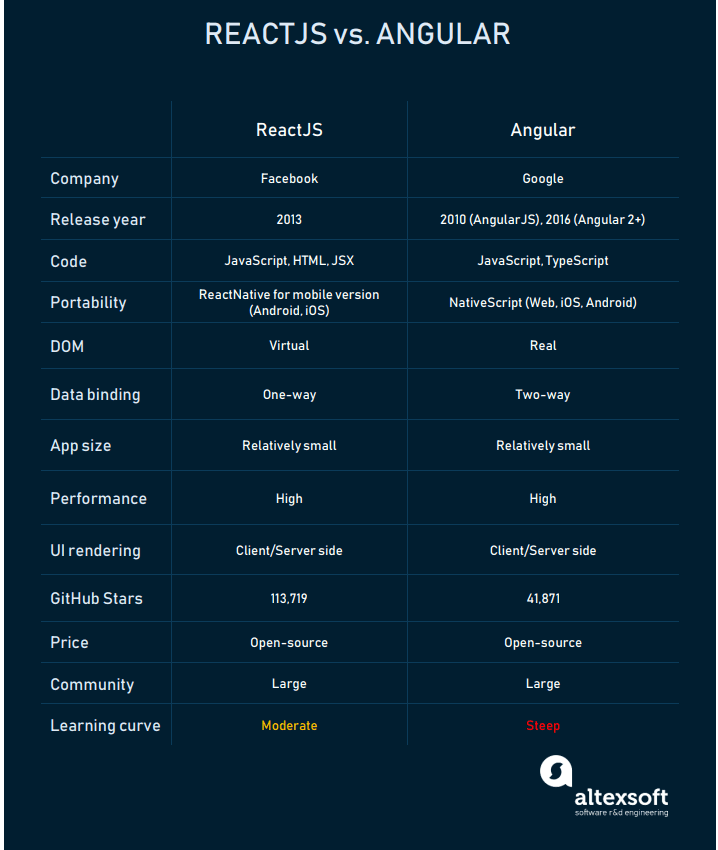 REACTJS vs. ANGULAR
ReactJS Angular
Company Facebook Google
Release year 2013 2010 (AngularJS), 2016 (Angular 2+)
Code JavaScript, HTML, JSX JavaScript, TypeScript
Portability ReactNative for mobile version
(Android, iOS) NativeScript (Web, iOS, Android)
DOM Virtual Real
Data binding One-way Two-way
App size Relatively small Relatively small
Performance High High
UI rendering Client/Server side Client/Server side
GitHub Stars 113,719 41,871
Price Open-source Open-source
Community Large Large
Learning curve Moderate Steep
altexsoft
software r&d engineering